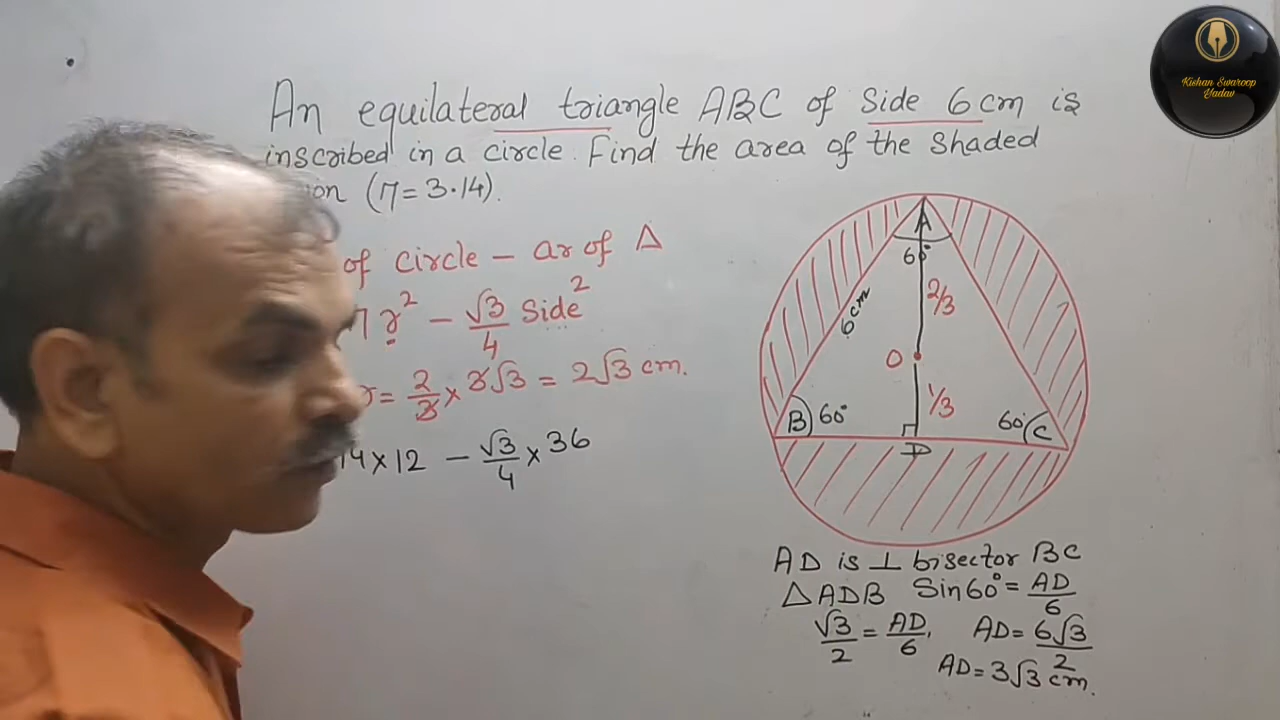 An equilateral triangle ABC of Side 6 cm is
inscribed in a circle. Find the area of the shaded
(π = 3.14).
of circle - ar of Δ
π r² - √3/4 Side²
r = 2/3 × 3√3 = 2√3 cm.
14 × 12 - √3/4 × 36
A
60°
6 cm
2/3
O
1/3
B 60°
60° C
D
AD is ⊥ bisector BC
ΔADB Sin60° = AD/6
√3/2 = AD/6, AD = 6√3/2
AD = 3√3 cm.
Kishan Swaroop
Yadav